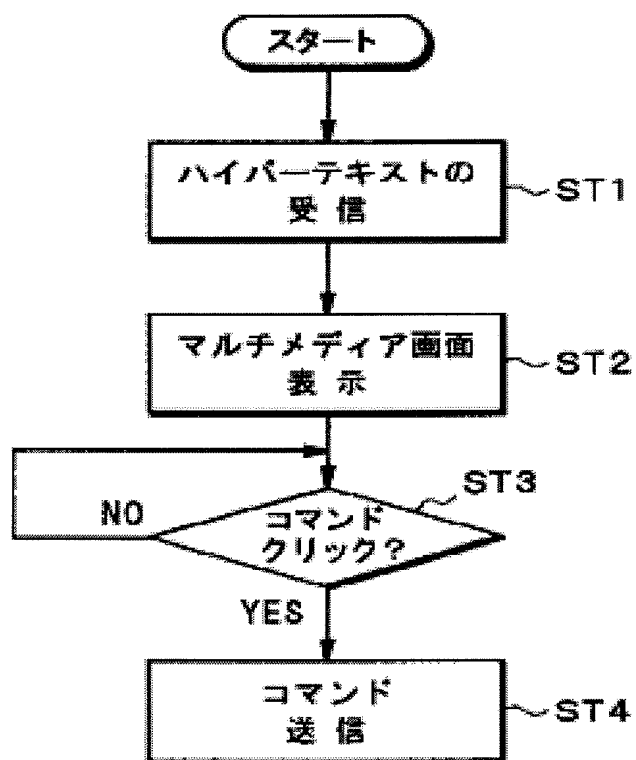 スタート
ハイパーテキストの
受信
ST1
マルチメディア画面
表示
ST2
ST3
コマンド
クリック?
NO
YES
コマンド
送信
ST4